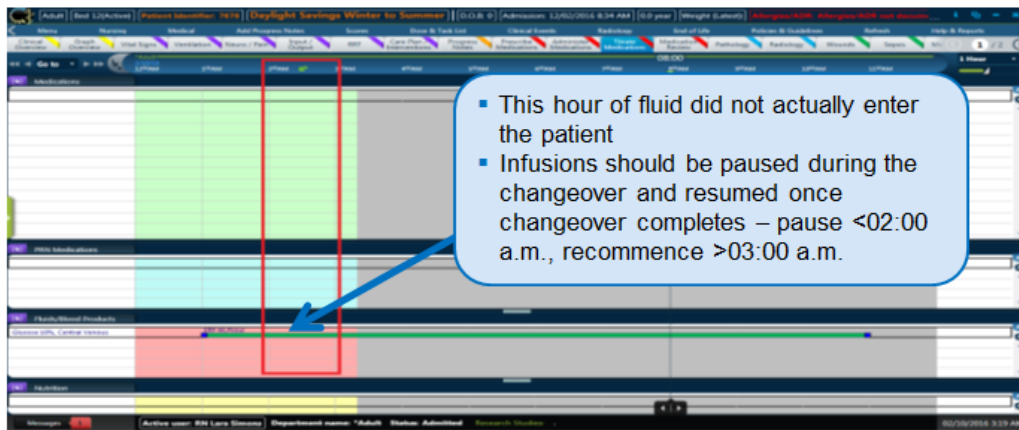 [Adult] [Bed 12(Active)] [Patient Identifier: 7676] [Daylight Savings Winter to Summer] [D.O.B: 0] [Admission: 12/02/2016 8:34 AM] [0.0 year] [Weight (Latest)]
Menu Nursing Medical Add Progress Notes Scores Dose & Task List Clinical Events Radiology End of Life Policies & Guidelines Refresh Help & Reports
Clinical Overview Graph Overview Vital Signs Ventilation Neuro / Pain Input / Output RRT Care Plan Interventions Progress Notes Prescribe Medications Medications Medications Medication Review Pathology Radiology Wounds Sepsis 1 / 2
Go to 08:00 1 Hour
Medications
▪ This hour of fluid did not actually enter
the patient
▪ Infusions should be paused during the
changeover and resumed once
changeover completes – pause <02:00
a.m., recommence >03:00 a.m.
PRN Medications
Fluids/Blood Products
Glucose 10%, Central Venous
Nutrition
Messages Active user: RN Lara Simons Department name: *Adult Status: Admitted Research Studies: 02/10/2016 3:19 AM